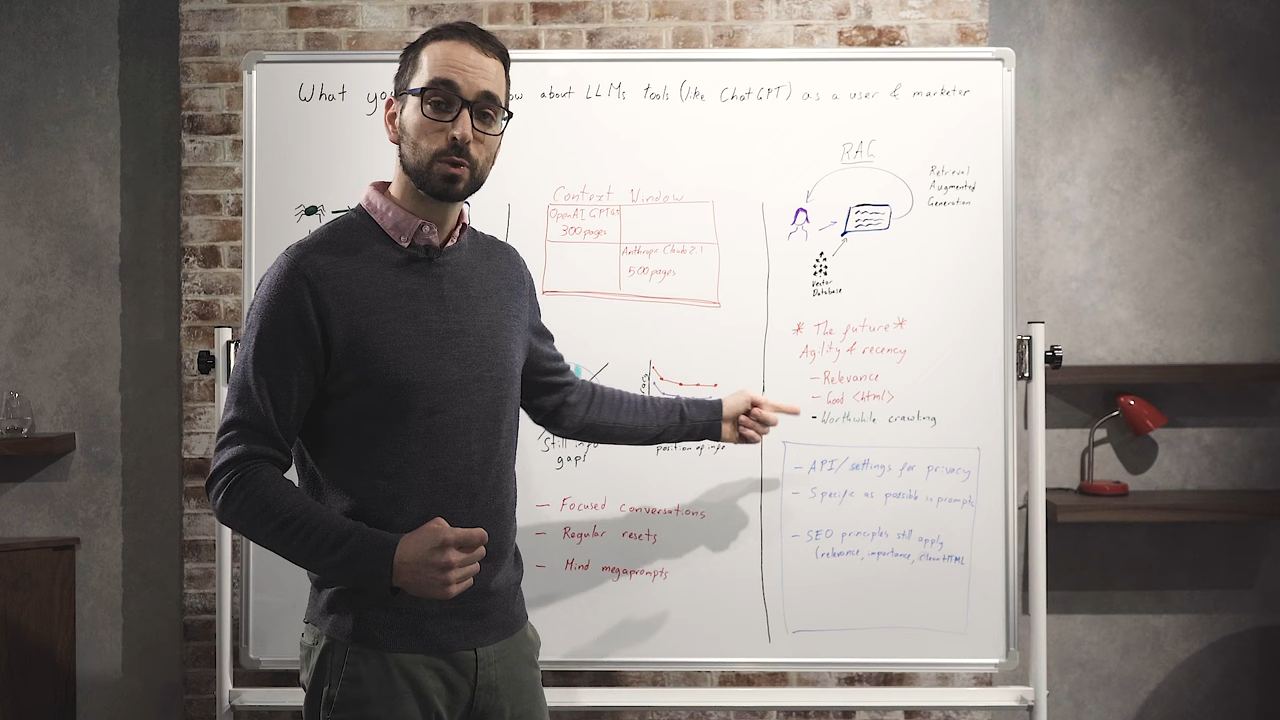 What yo ow about LLMs tools (like ChatGPT) as a user & marketer
Context Window
OpenAI GPT4
300 pages
Anthropic Claude 2.1
500 pages
Still info
gaps
position of info
- Focused conversations
- Regular resets
- Mind megaprompts
RAG
Retrieval
Augmented
Generation
Vector
Database
* The future *
Agility & recency
- Relevance
- Good <html>
- Worthwhile crawling
- API/settings for privacy
- Specific as possible in prompts
- SEO principles still apply
(relevance, importance, clean HTML